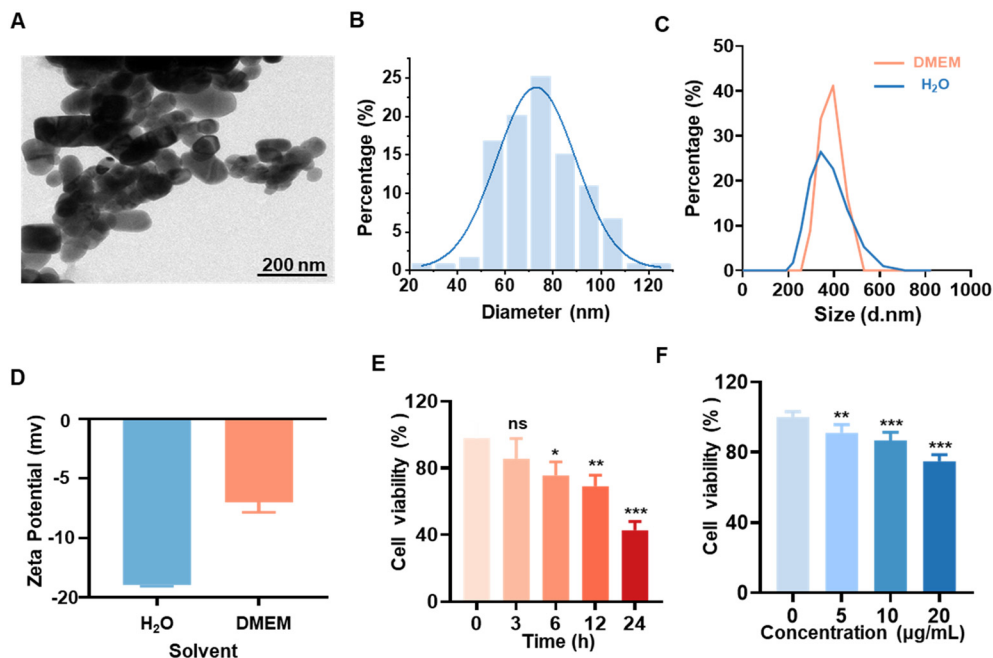 A
200 nm
B
Percentage (%)
25
20
15
10
5
0
20 40 60 80 100 120
Diameter (nm)
C
Percentage (%)
50
40
30
20
10
0
DMEM
H₂O
0 200 400 600 800 1000
Size (d.nm)
D
Zeta Potential (mv)
0
-5
-10
-20
H₂O DMEM
Solvent
E
Cell viability (% )
120
80
40
0
ns
*
**
***
0 3 6 12 24
Time (h)
F
Cell viability (% )
120
80
40
0
**
***
***
0 5 10 20
Concentration (μg/mL)